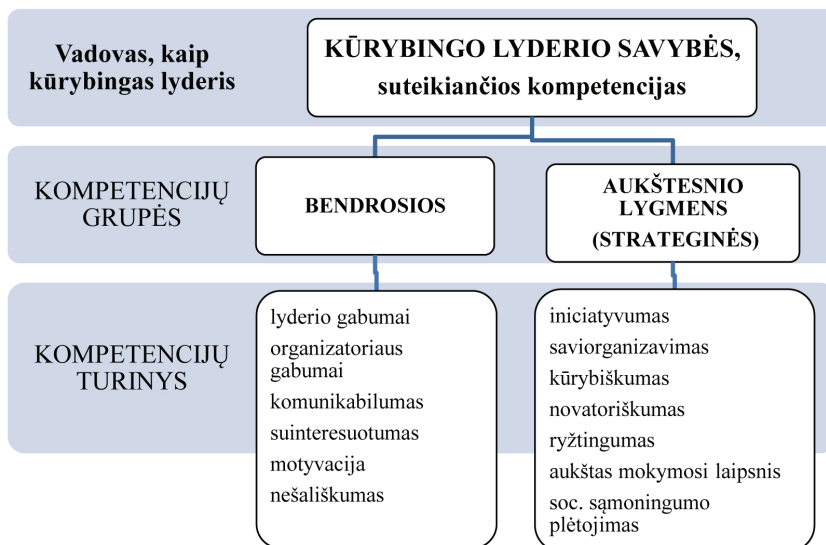 Vadovas, kaip
kūrybingas lyderis
KŪRYBINGO LYDERIO SAVYBĖS,
suteikiančios kompetencijas
KOMPETENCIJŲ
GRUPĖS
BENDROSIOS
AUKŠTESNIO
LYGMENS
(STRATEGINĖS)
KOMPETENCIJŲ
TURINYS
lyderio gabumai
organizatoriaus
gabumai
komunikabilumas
suinteresuotumas
motyvacija
nešališkumas
iniciatyvumas
saviorganizavimas
kūrybiškumas
novatoriškumas
ryžtingumas
aukštas mokymosi laipsnis
soc. sąmoningumo
plėtojimas